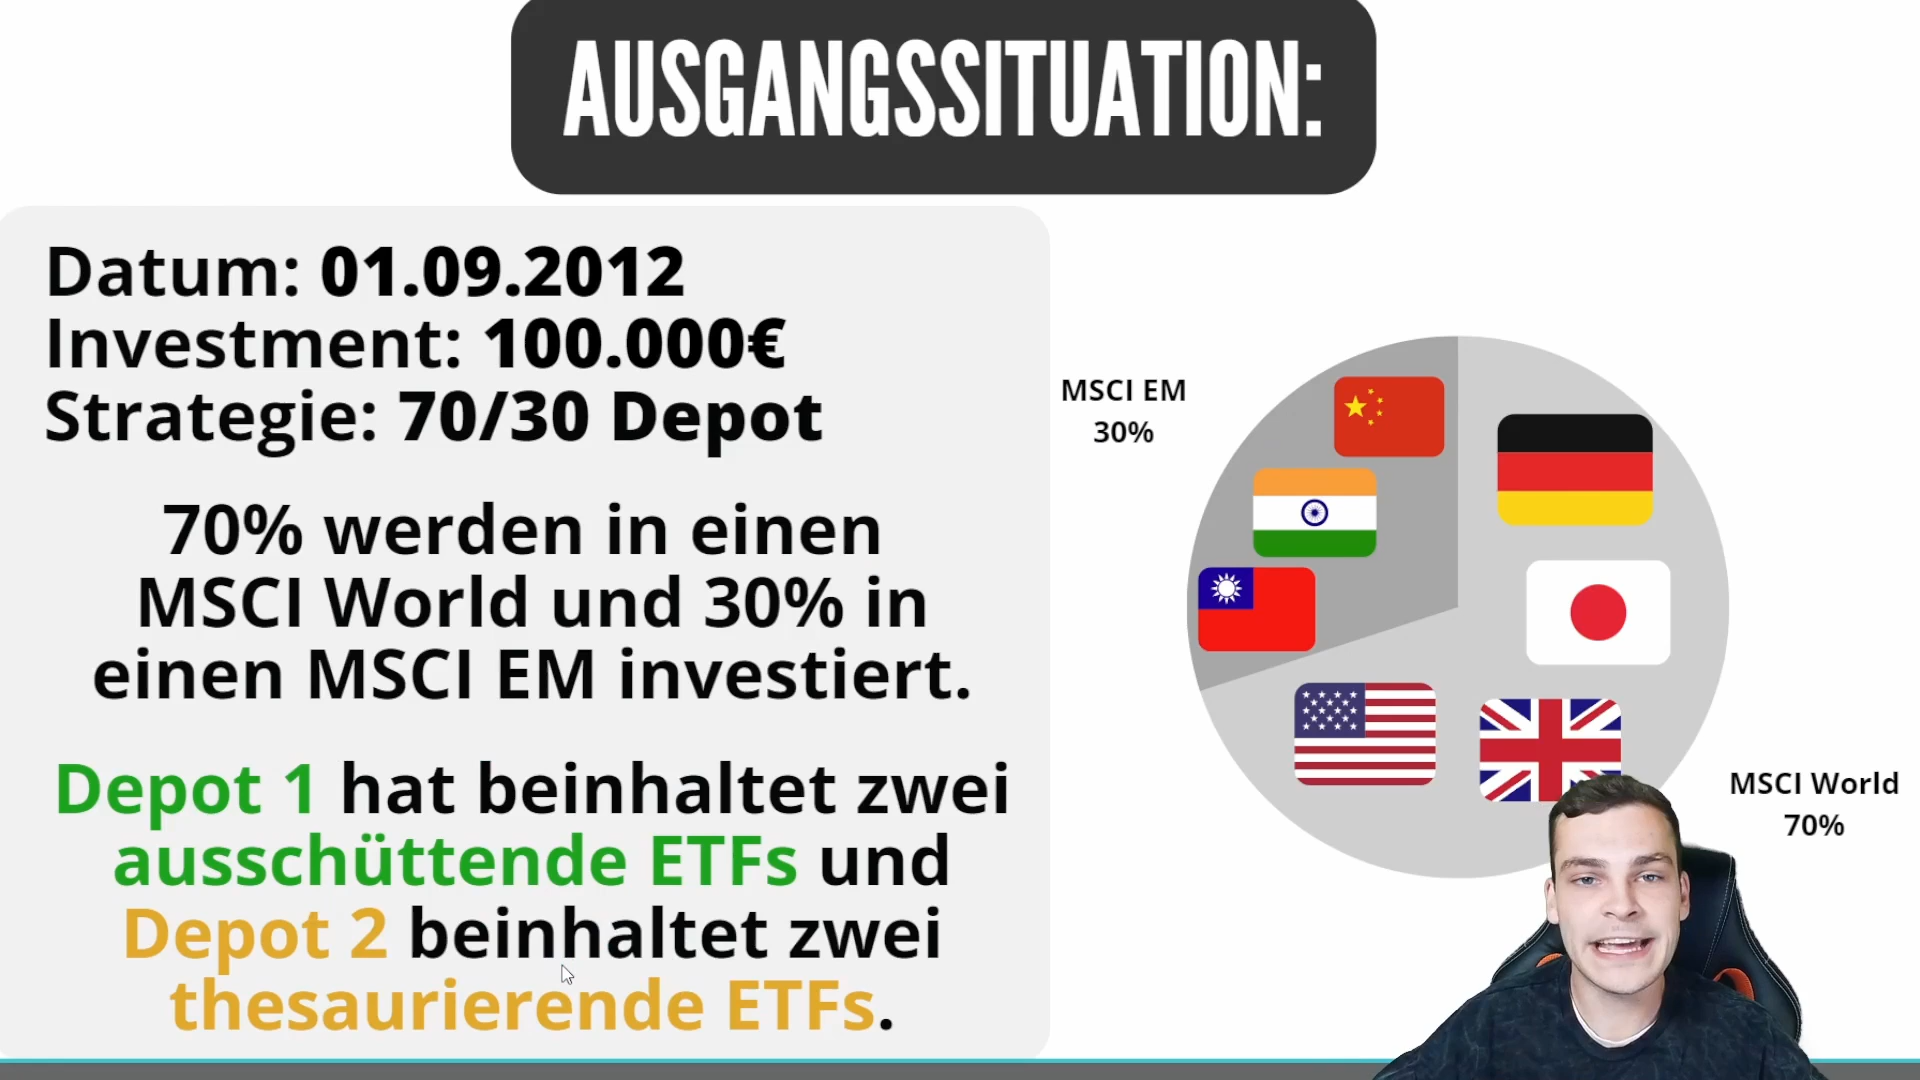 AUSGANGSSITUATION:
Datum: 01.09.2012
Investment: 100.000€
Strategie: 70/30 Depot
70% werden in einen
MSCI World und 30% in
einen MSCI EM investiert.
Depot 1 hat beinhaltet zwei
ausschüttende ETFs und
Depot 2 beinhaltet zwei
thesaurierende ETFs.
MSCI EM
30%
MSCI World
70%